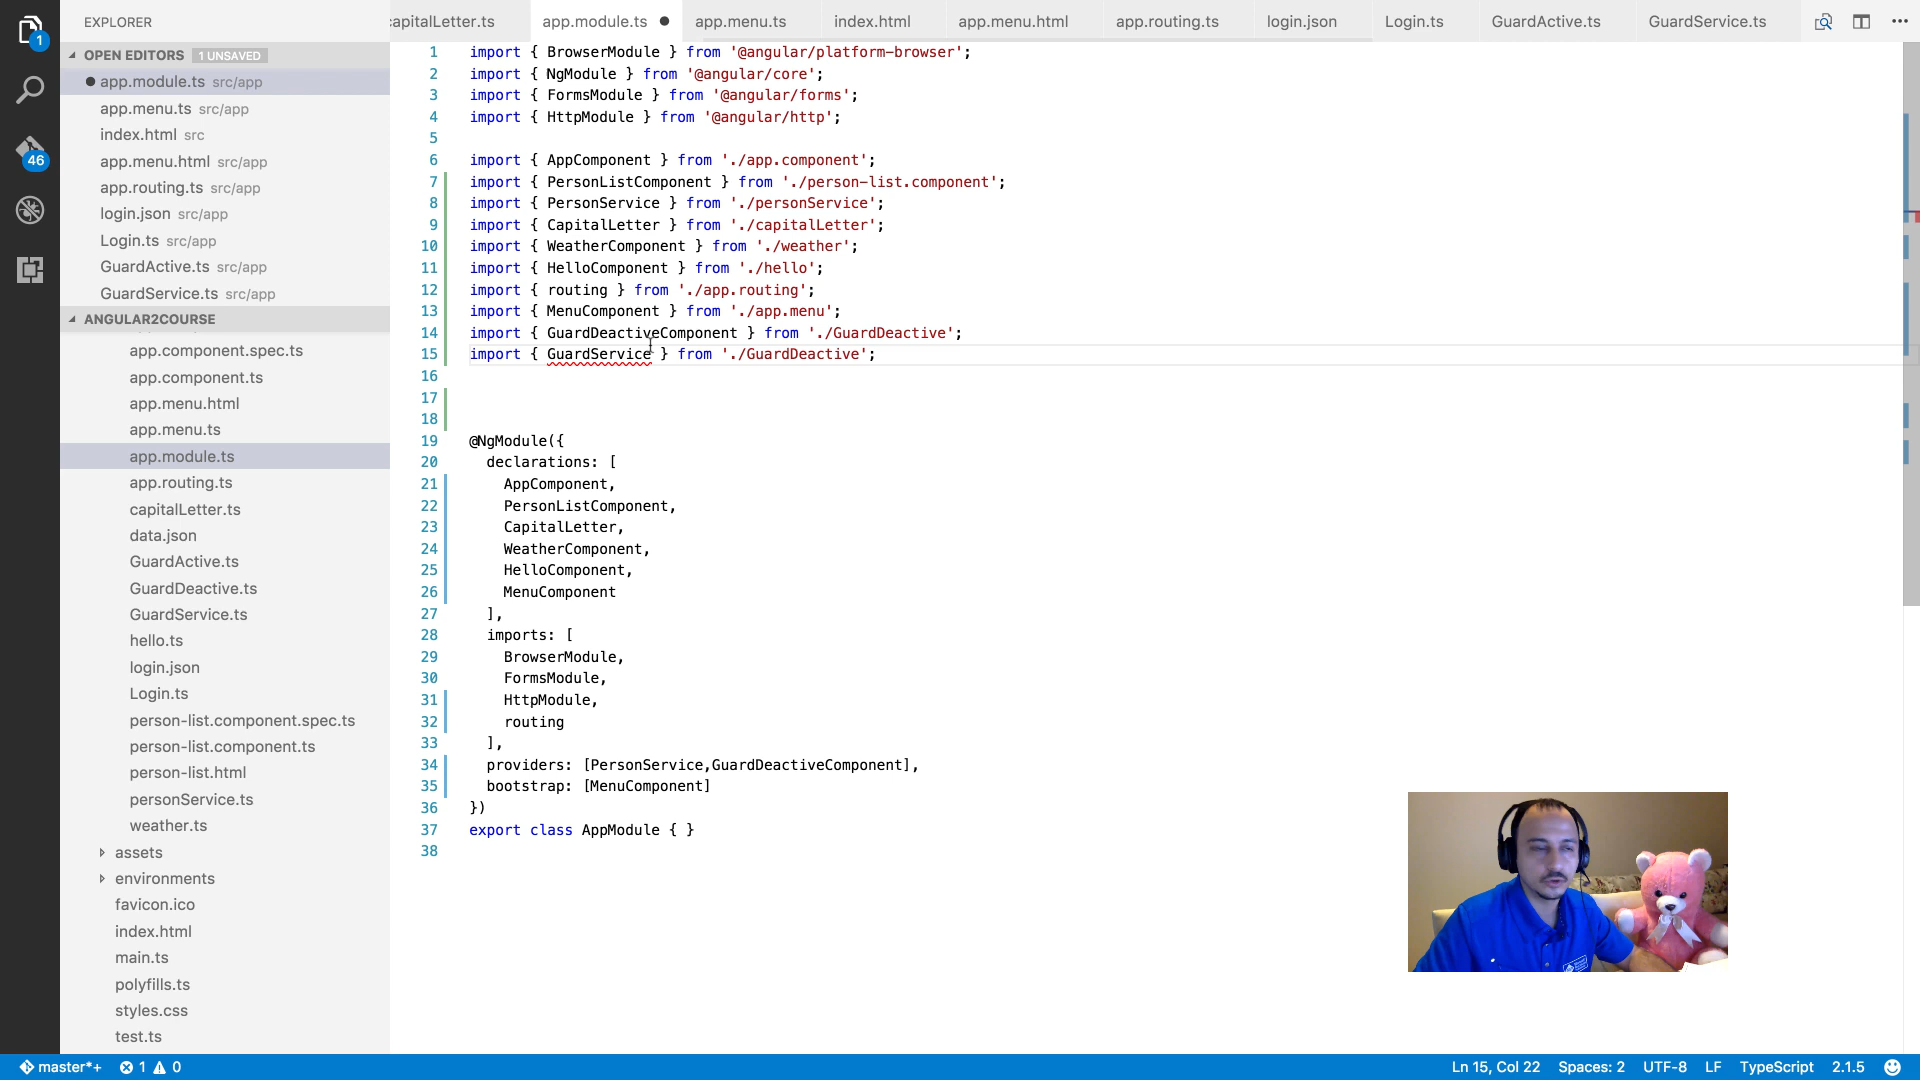 EXPLORER
OPEN EDITORS 1 UNSAVED
app.module.ts src/app
app.menu.ts src/app
index.html src
app.menu.html src/app
app.routing.ts src/app
login.json src/app
Login.ts src/app
GuardActive.ts src/app
GuardService.ts src/app
ANGULAR2COURSE
app.component.spec.ts
app.component.ts
app.menu.html
app.menu.ts
app.module.ts
app.routing.ts
capitalLetter.ts
data.json
GuardActive.ts
GuardDeactive.ts
GuardService.ts
hello.ts
login.json
Login.ts
person-list.component.spec.ts
person-list.component.ts
person-list.html
personService.ts
weather.ts
assets
environments
favicon.ico
index.html
main.ts
polyfills.ts
styles.css
test.ts
1
46
apitalLetter.ts app.module.ts app.menu.ts index.html app.menu.html app.routing.ts login.json Login.ts GuardActive.ts GuardService.ts
1 import { BrowserModule } from '@angular/platform-browser';
2 import { NgModule } from '@angular/core';
3 import { FormsModule } from '@angular/forms';
4 import { HttpModule } from '@angular/http';
5
6 import { AppComponent } from './app.component';
7 import { PersonListComponent } from './person-list.component';
8 import { PersonService } from './personService';
9 import { CapitalLetter } from './capitalLetter';
10 import { WeatherComponent } from './weather';
11 import { HelloComponent } from './hello';
12 import { routing } from './app.routing';
13 import { MenuComponent } from './app.menu';
14 import { GuardDeactiveComponent } from './GuardDeactive';
15 import { GuardService } from './GuardDeactive';
16
17
18
19 @NgModule({
20 declarations: [
21 AppComponent,
22 PersonListComponent,
23 CapitalLetter,
24 WeatherComponent,
25 HelloComponent,
26 MenuComponent
27 ],
28 imports: [
29 BrowserModule,
30 FormsModule,
31 HttpModule,
32 routing
33 ],
34 providers: [PersonService,GuardDeactiveComponent],
35 bootstrap: [MenuComponent]
36 })
37 export class AppModule { }
38
master*+ 1 0 Ln 15, Col 22 Spaces: 2 UTF-8 LF TypeScript 2.1.5